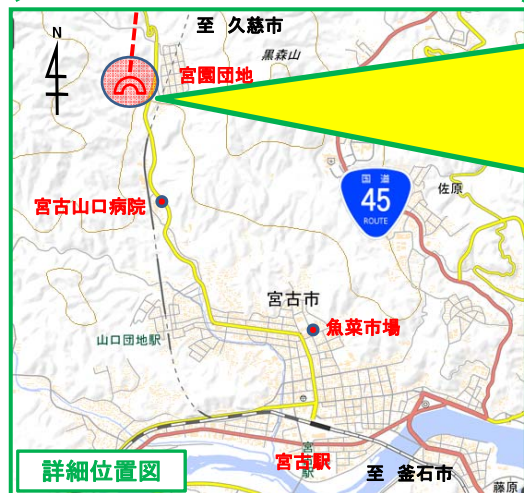 至 久慈市
N
黒森山
宮園団地
国道
45
ROUTE
佐原
宮古山口病院
宮古市
魚菜市場
山口団地駅
宮古駅
至 釜石市
藤原
詳細位置図